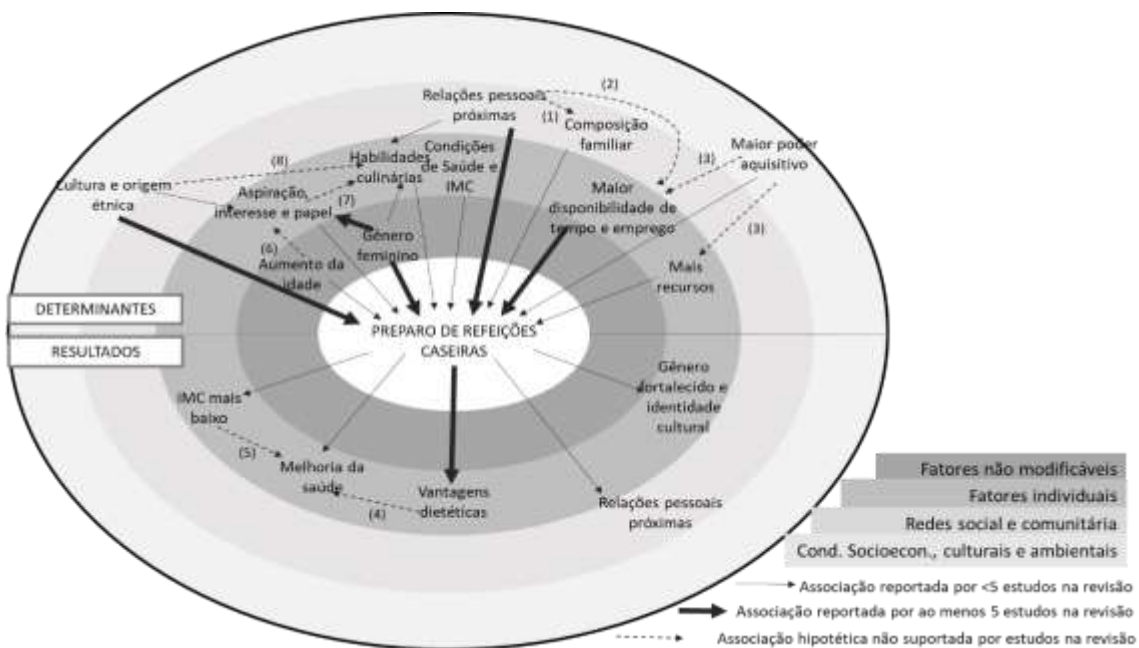 (2)
Relações pessoais
próximas
(1)
Composição
familiar
Maior poder
aquisitivo
(3)
(8)
Habilidades
culinárias
Condições
de Saúde e
IMC
Cultura e origem
étnica
Aspiração,
interesse e papel
(7)
Maior
disponibilidade de
tempo e emprego
(3)
Gênero
feminino
(6)
Aumento da
idade
Mais
recursos
DETERMINANTES
RESULTADOS
PREPARO DE REFEIÇÕES
CASEIRAS
Gênero
fortalecido e
identidade
cultural
IMC mais
baixo
(5)
Melhoria da
saúde
(4)
Vantagens
dietéticas
Relações pessoais
próximas
Fatores não modificáveis
Fatores individuais
Redes social e comunitária
Cond. Socioecon., culturais e ambientais
Associação reportada por <5 estudos na revisão
Associação reportada por ao menos 5 estudos na revisão
Associação hipotética não suportada por estudos na revisão